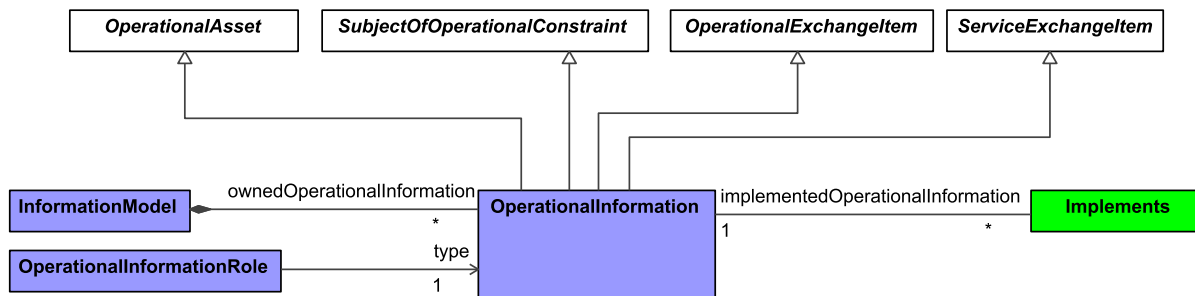 OperationalAsset
SubjectOfOperationalConstraint
OperationalExchangeItem
ServiceExchangeItem
InformationModel
ownedOperationalInformation
*
OperationalInformation
implementedOperationalInformation
1
*
Implements
OperationalInformationRole
type
1